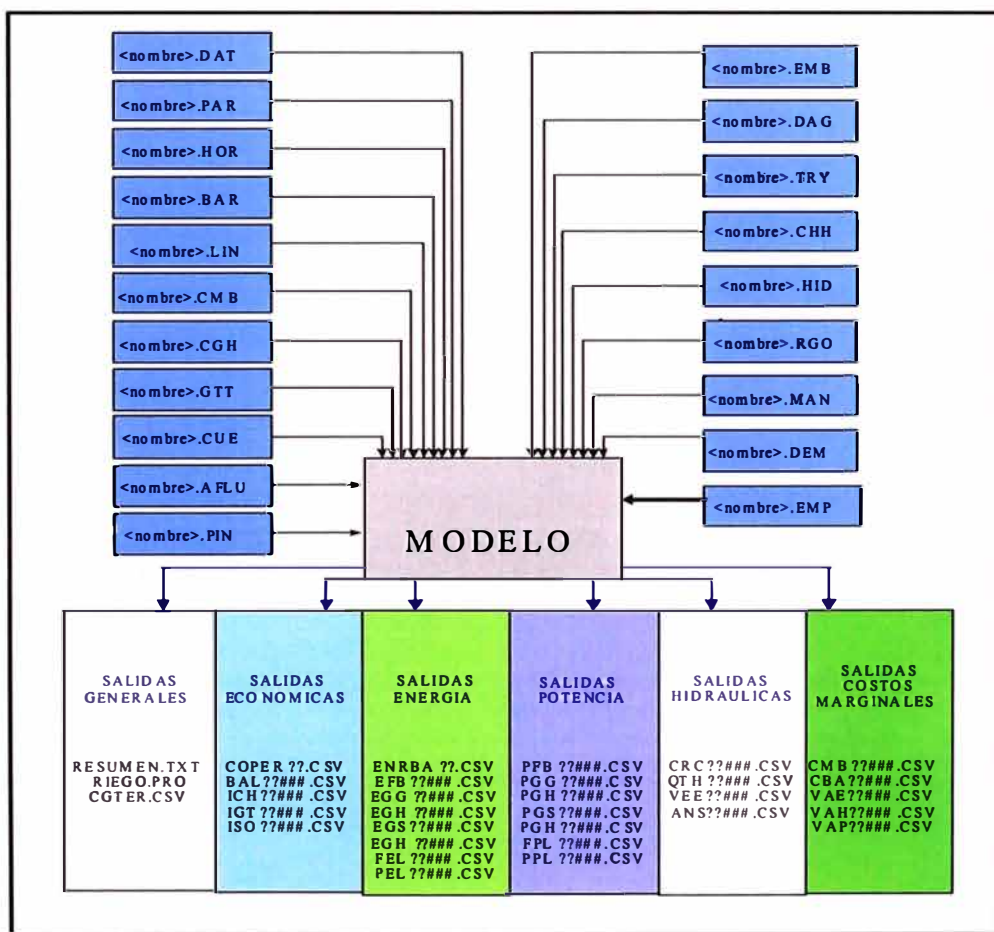 <nombre>.DAT
<nombre>.PAR
<nombre>.HOR
<nombre>.BAR
<nombre>.LIN
<nombre>.CMB
<nombre>.CGH
<nombre>.GTT
<nombre>.CUE
<nombre>.AFLU
<nombre>.PIN
<nombre>.EMB
<nombre>.DAG
<nombre>.TRY
<nombre>.CHH
<nombre>.HID
<nombre>.RGO
<nombre>.MAN
<nombre>.DEM
<nombre>.EMP
MODELO
SALIDAS
GENERALES
RESUMEN.TXT
RIEGO.PRO
CGTER.CSV
SALIDAS
ECONOMICAS
COPER ??.CSV
BAL??###.CSV
ICH??###.CSV
IGT??###.CSV
ISO??###.CSV
SALIDAS
ENERGIA
ENRBA ??.CSV
EFB ??###.CSV
EGG ??###.CSV
EGH ??###.CSV
EGS ??###.CSV
EGH ??###.CSV
FEL ??###.CSV
PEL ??###.CSV
SALIDAS
POTENCIA
PFB ??###.CSV
PGG ??###.CSV
PGH ??###.CSV
PGS ??###.CSV
PGH ??###.CSV
FPL ??###.CSV
PPL ??###.CSV
SALIDAS
HIDRAULICAS
CRC ??###.CSV
QTH ??###.CSV
VEE ??###.CSV
ANS??###.CSV
SALIDAS
COSTOS
MARGINALES
CMB??###.CSV
CBA??###.CSV
VAE??###.CSV
VAH??###.CSV
VAP??###.CSV